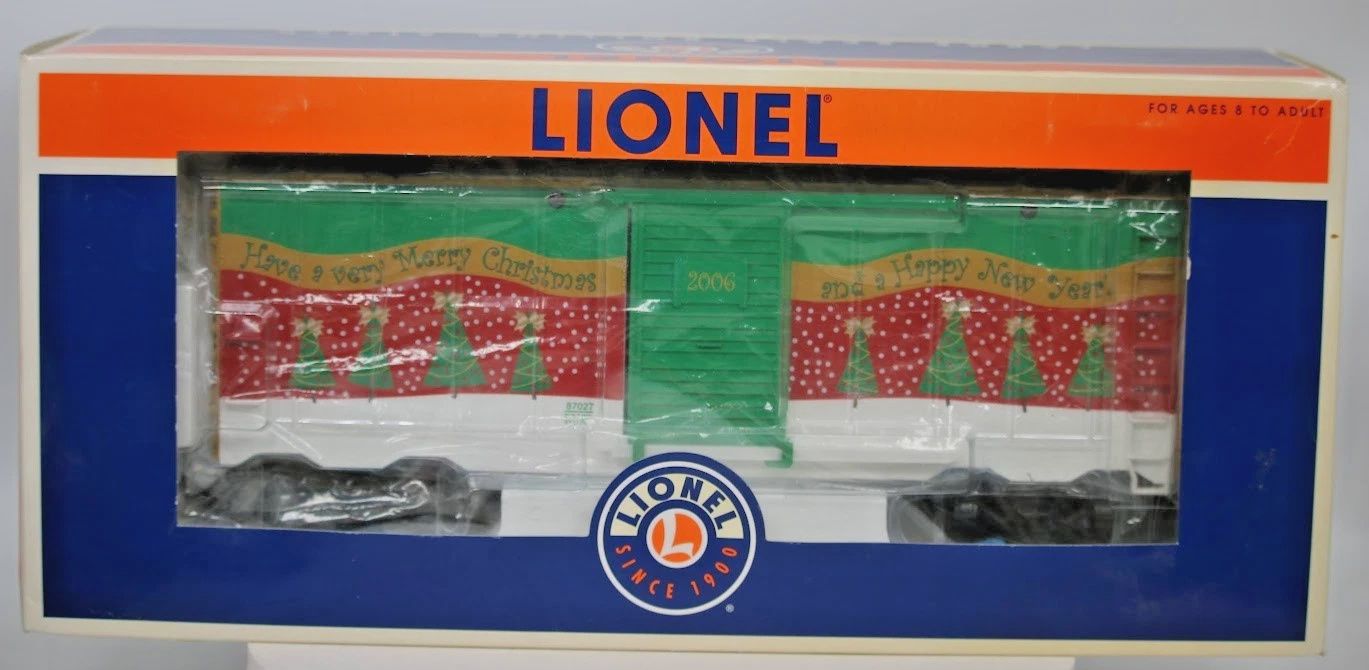 LIONEL®
FOR AGES 8 TO ADULT
Have a very Merry Christmas
2006
and a Happy New Year.
87027
LIONEL
L
SINCE 1900
®